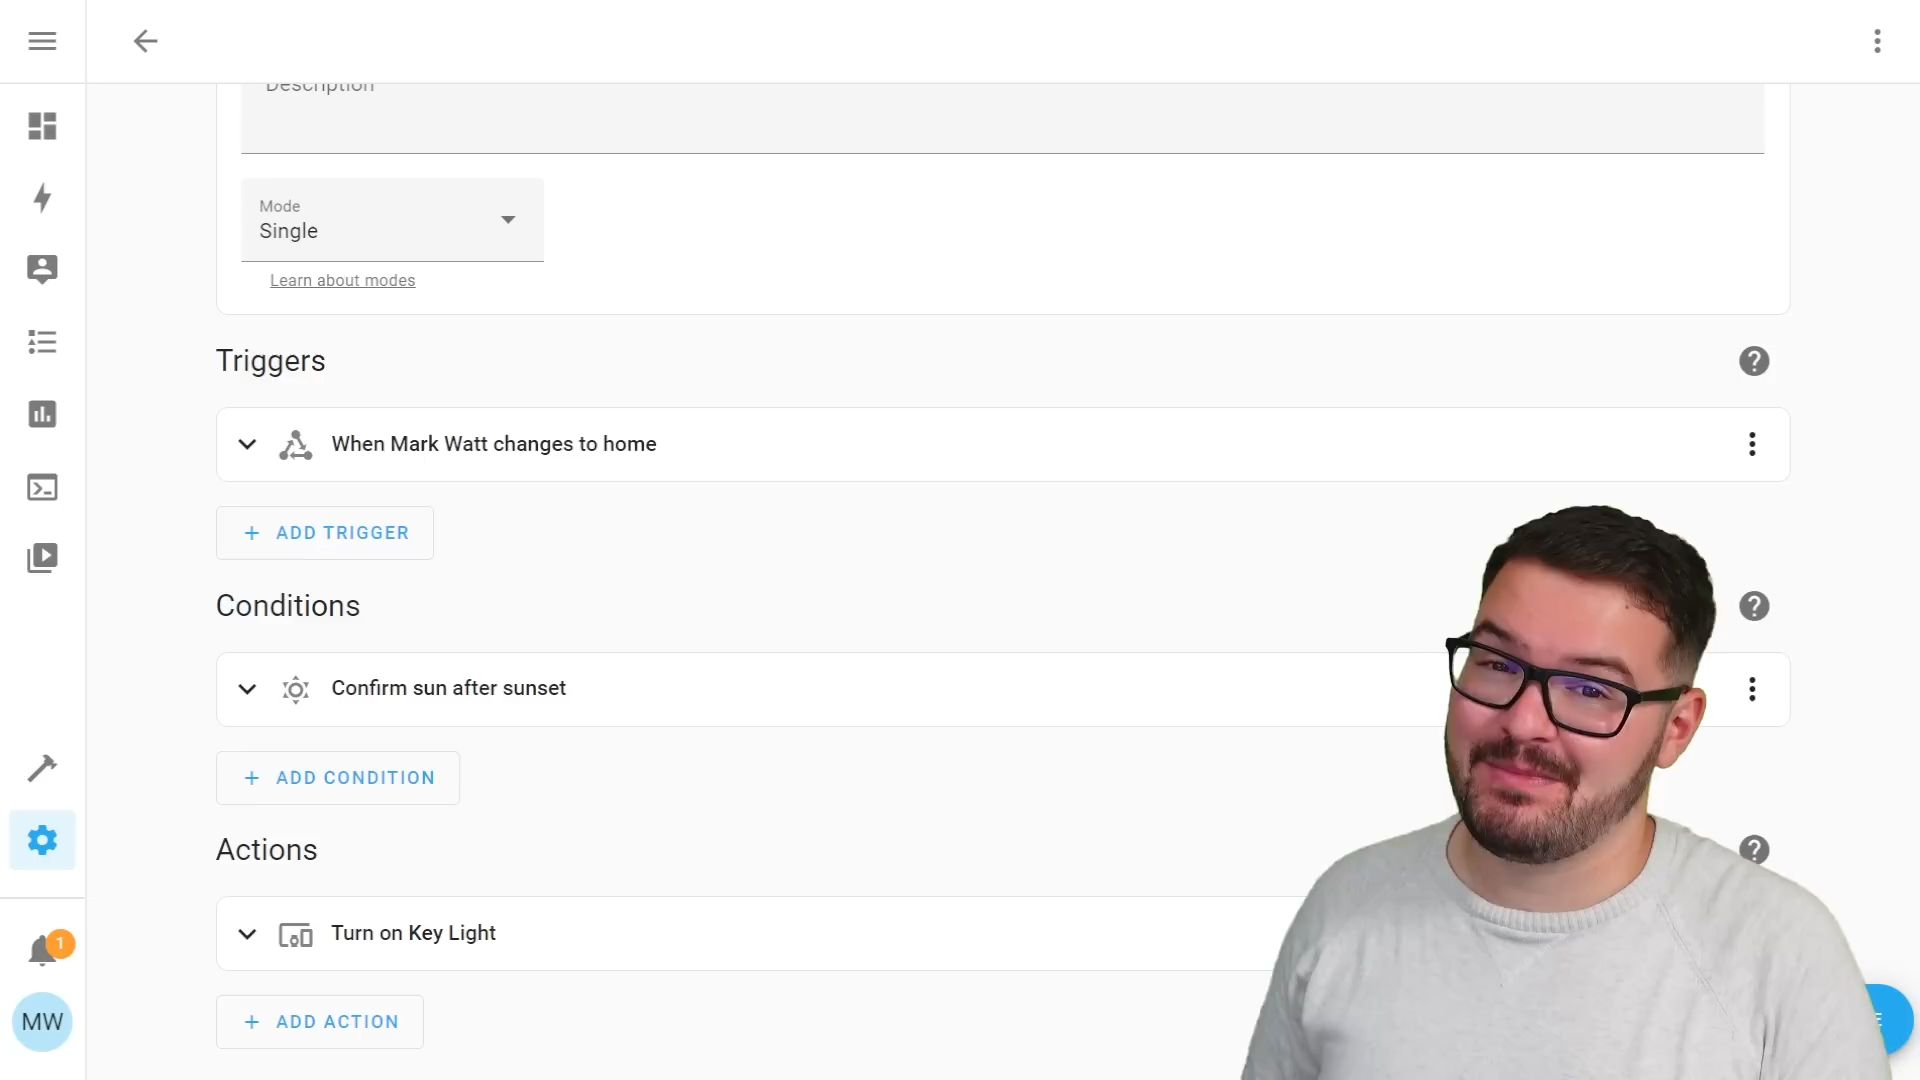 Description
Mode
Single
Learn about modes
Triggers
When Mark Watt changes to home
+ ADD TRIGGER
Conditions
Confirm sun after sunset
+ ADD CONDITION
Actions
Turn on Key Light
+ ADD ACTION
1
MW